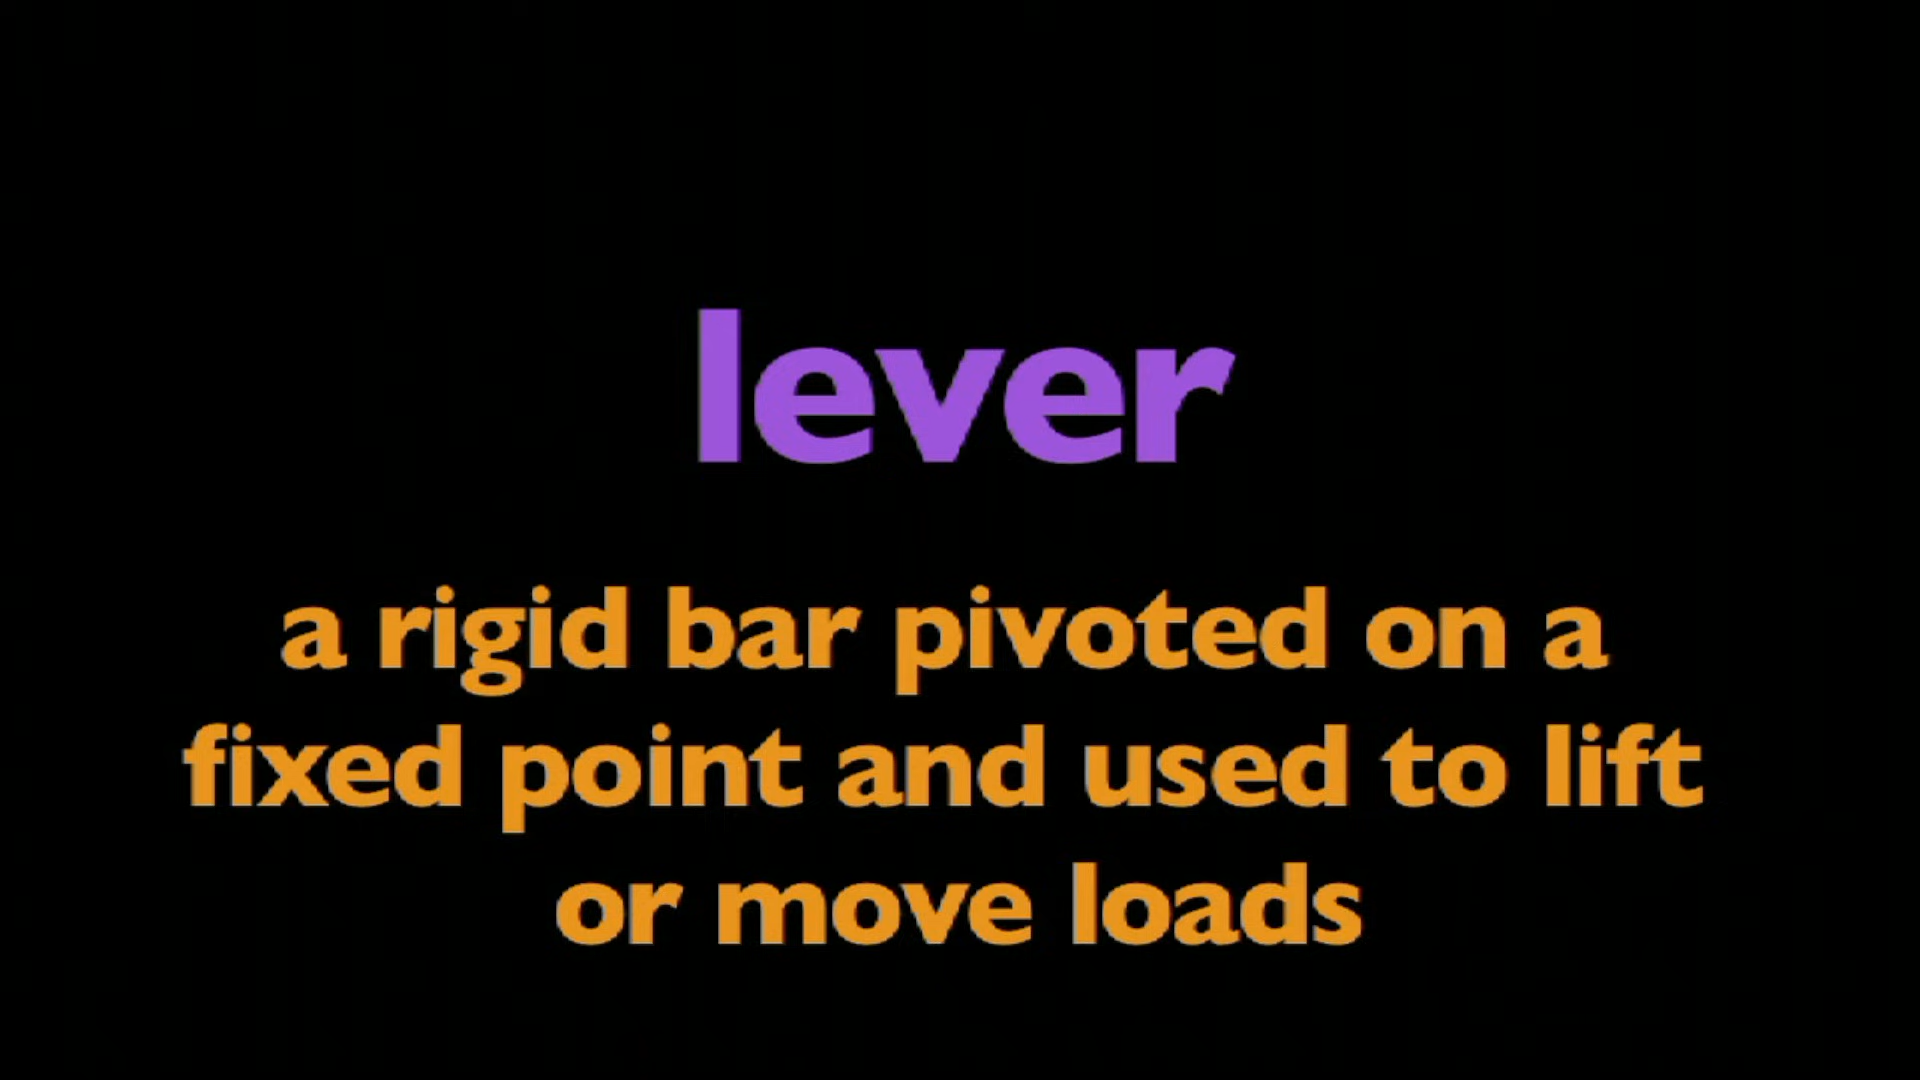 lever
a rigid bar pivoted on a
fixed point and used to lift
or move loads